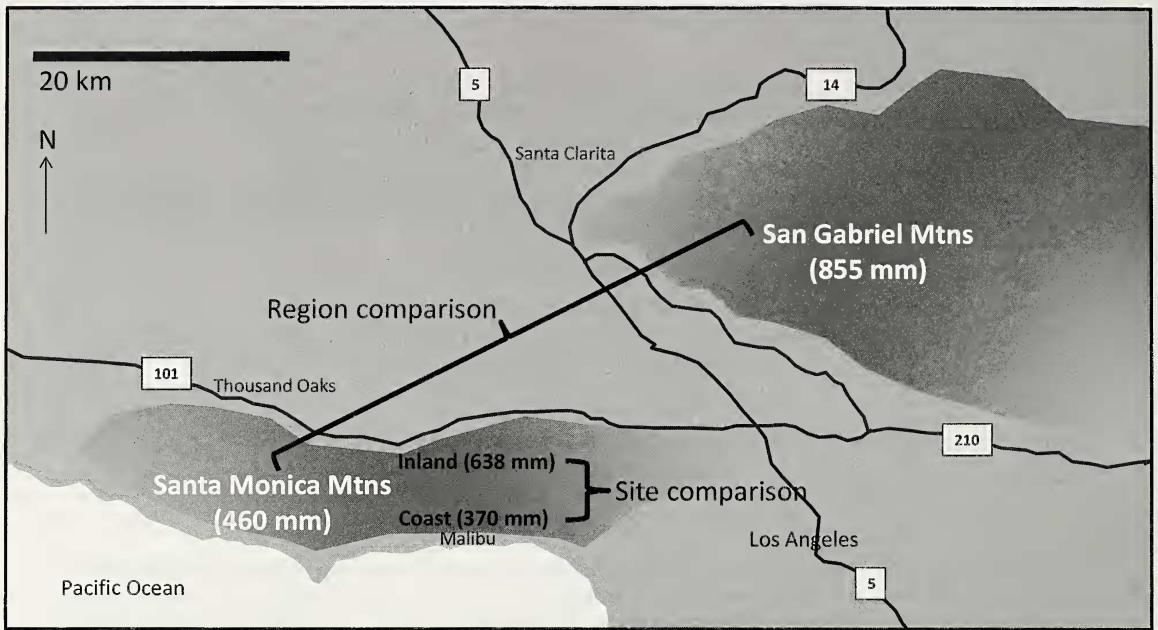 20 km
N
5
14
Santa Clarita
San Gabriel Mtns
(855 mm)
Region comparison
101
Thousand Oaks
210
Inland (638 mm)
Santa Monica Mtns
(460 mm)
Site comparison
Coast (370 mm)
Malibu
Los Angeles
Pacific Ocean
5